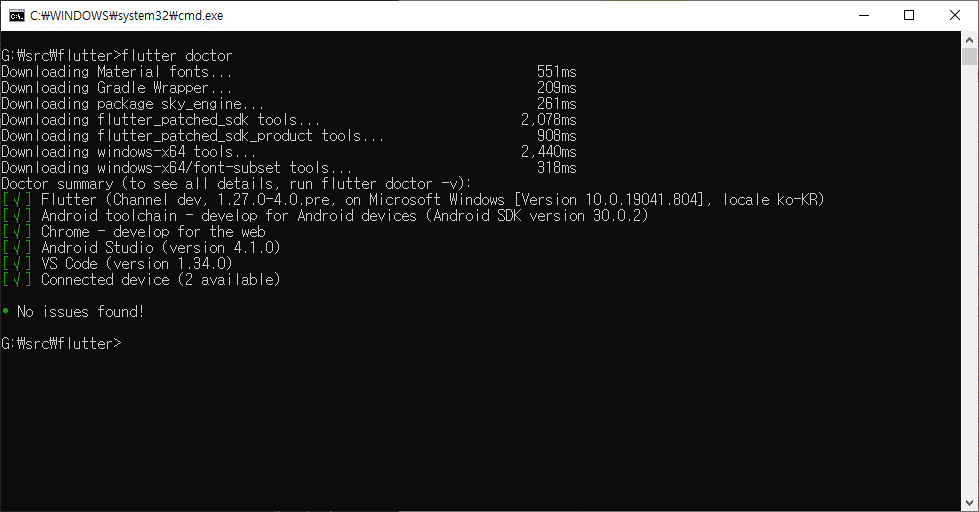 C:₩WINDOWS₩system32₩cmd.exe
G:₩src₩flutter>flutter doctor
Downloading Material fonts... 551ms
Downloading Gradle Wrapper... 209ms
Downloading package sky_engine... 261ms
Downloading flutter_patched_sdk tools... 2,078ms
Downloading flutter_patched_sdk_product tools... 908ms
Downloading windows-x64 tools... 2,440ms
Downloading windows-x64/font-subset tools... 318ms
Doctor summary (to see all details, run flutter doctor -v):
[√] Flutter (Channel dev, 1.27.0-4.0.pre, on Microsoft Windows [Version 10.0.19041.804], locale ko-KR)
[√] Android toolchain - develop for Android devices (Android SDK version 30.0.2)
[√] Chrome - develop for the web
[√] Android Studio (version 4.1.0)
[√] VS Code (version 1.34.0)
[√] Connected device (2 available)
• No issues found!
G:₩src₩flutter>